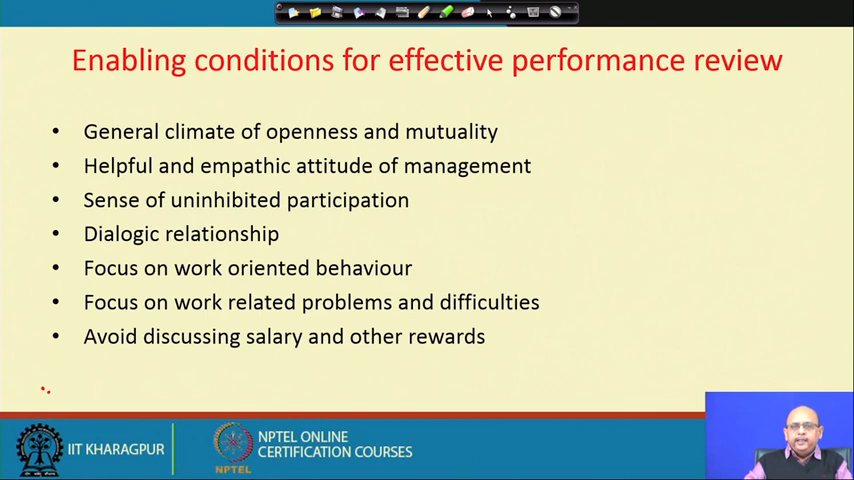 Enabling conditions for effective performance review
• General climate of openness and mutuality
• Helpful and empathic attitude of management
• Sense of uninhibited participation
• Dialogic relationship
• Focus on work oriented behaviour
• Focus on work related problems and difficulties
• Avoid discussing salary and other rewards
IIT KHARAGPUR
NPTEL
NPTEL ONLINE
CERTIFICATION COURSES